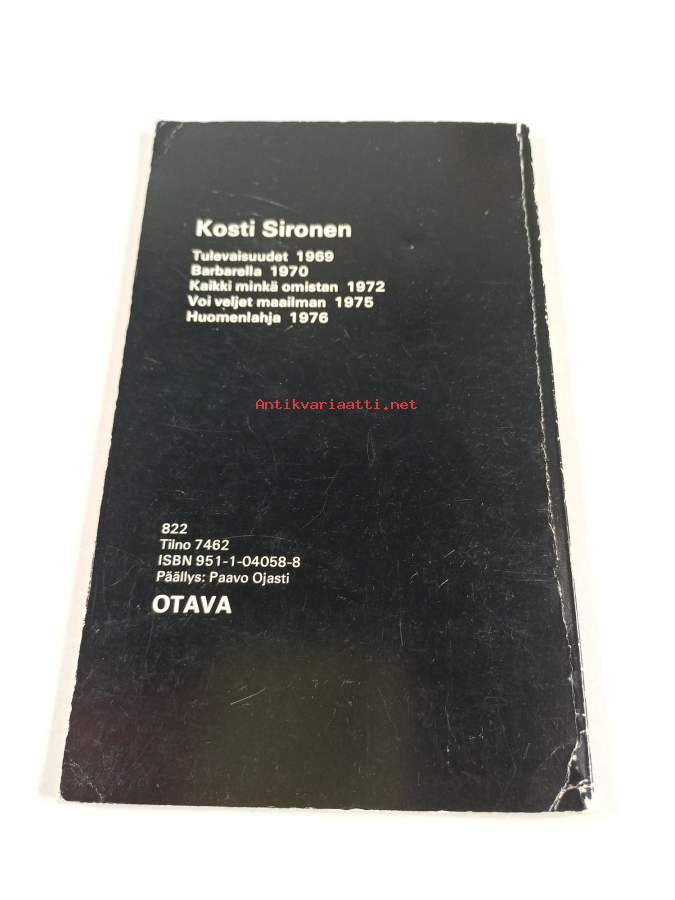 Kosti Sironen
Tulevaisuudet 1969
Barbarella 1970
Kaikki minkä omistan 1972
Voi veljet maailman 1975
Huomenlahja 1976
Antikvariaatti.net
822
Tilno 7462
ISBN 951-1-04058-8
Päällys: Paavo Ojasti
OTAVA